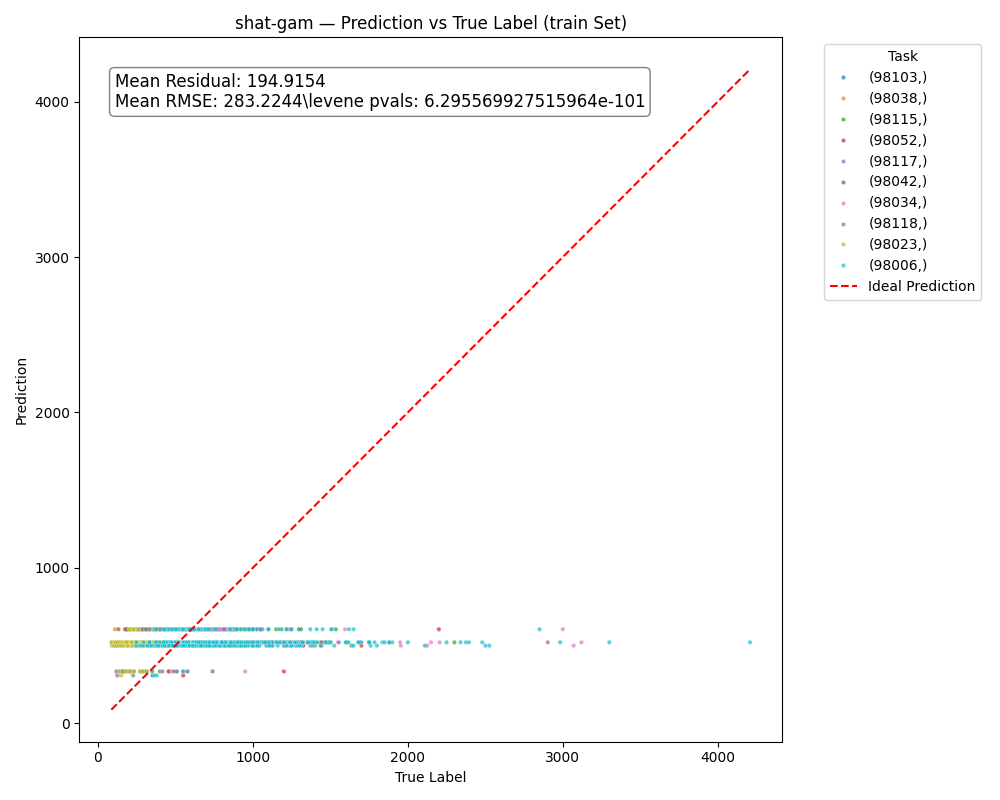 shat-gam — Prediction vs True Label (train Set)
Mean Residual: 194.9154
Mean RMSE: 283.2244\levene pvals: 6.295569927515964e-101
Task
(98103,)
(98038,)
(98115,)
(98052,)
(98117,)
(98042,)
(98034,)
(98118,)
(98023,)
(98006,)
Ideal Prediction
Prediction
4000
3000
2000
1000
0
0
1000
2000
3000
4000
True Label